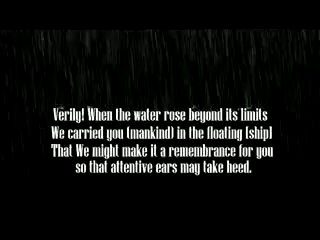 Verily! When the water rose beyond its limits
We carried you (mankind) in the floating [ship]
That We might make it a remembrance for you
so that attentive ears may take heed.